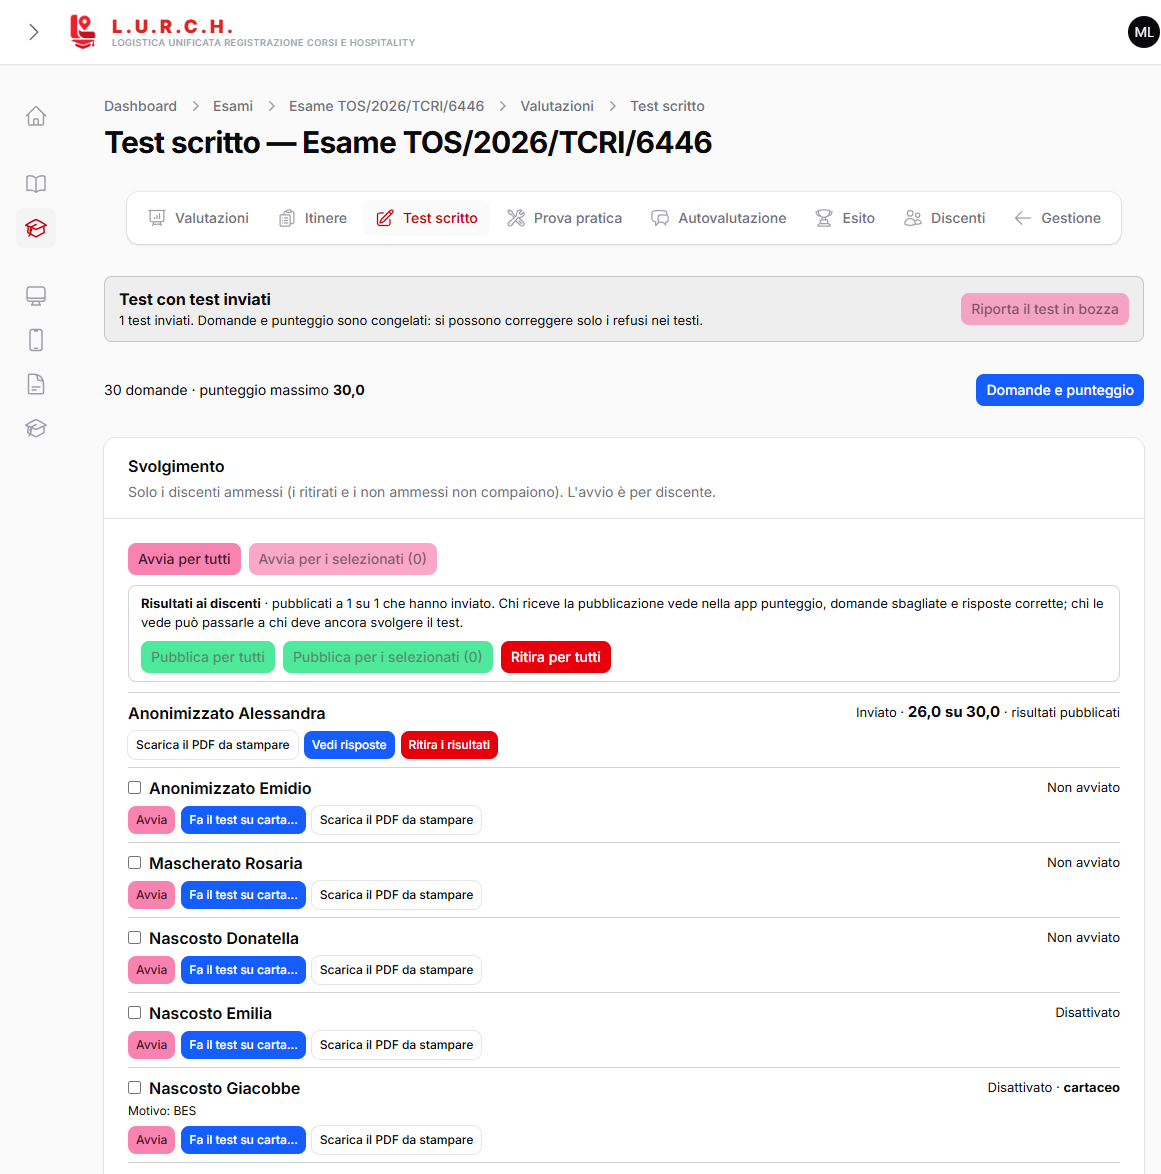 L.U.R.C.H.
LOGISTICA UNIFICATA REGISTRAZIONE CORSI E HOSPITALITY
ML
Dashboard > Esami > Esame TOS/2026/TCRI/6446 > Valutazioni > Test scritto
Test scritto — Esame TOS/2026/TCRI/6446
Valutazioni Itinere Test scritto Prova pratica Autovalutazione Esito Discenti Gestione
Test con test inviati
1 test inviati. Domande e punteggio sono congelati: si possono correggere solo i refusi nei testi.
Riporta il test in bozza
30 domande · punteggio massimo 30,0
Domande e punteggio
Svolgimento
Solo i discenti ammessi (i ritirati e i non ammessi non compaiono). L'avvio è per discente.
Avvia per tutti Avvia per i selezionati (0)
Risultati ai discenti · pubblicati a 1 su 1 che hanno inviato. Chi riceve la pubblicazione vede nella app punteggio, domande sbagliate e risposte corrette; chi le
vede può passarle a chi deve ancora svolgere il test.
Pubblica per tutti Pubblica per i selezionati (0) Ritira per tutti
Anonimizzato Alessandra
Inviato · 26,0 su 30,0 · risultati pubblicati
Scarica il PDF da stampare Vedi risposte Ritira i risultati
Anonimizzato Emidio
Non avviato
Avvia Fa il test su carta... Scarica il PDF da stampare
Mascherato Rosaria
Non avviato
Avvia Fa il test su carta... Scarica il PDF da stampare
Nascosto Donatella
Non avviato
Avvia Fa il test su carta... Scarica il PDF da stampare
Nascosto Emilia
Disattivato
Avvia Fa il test su carta... Scarica il PDF da stampare
Nascosto Giacobbe
Disattivato · cartaceo
Motivo: BES
Avvia Fa il test su carta... Scarica il PDF da stampare